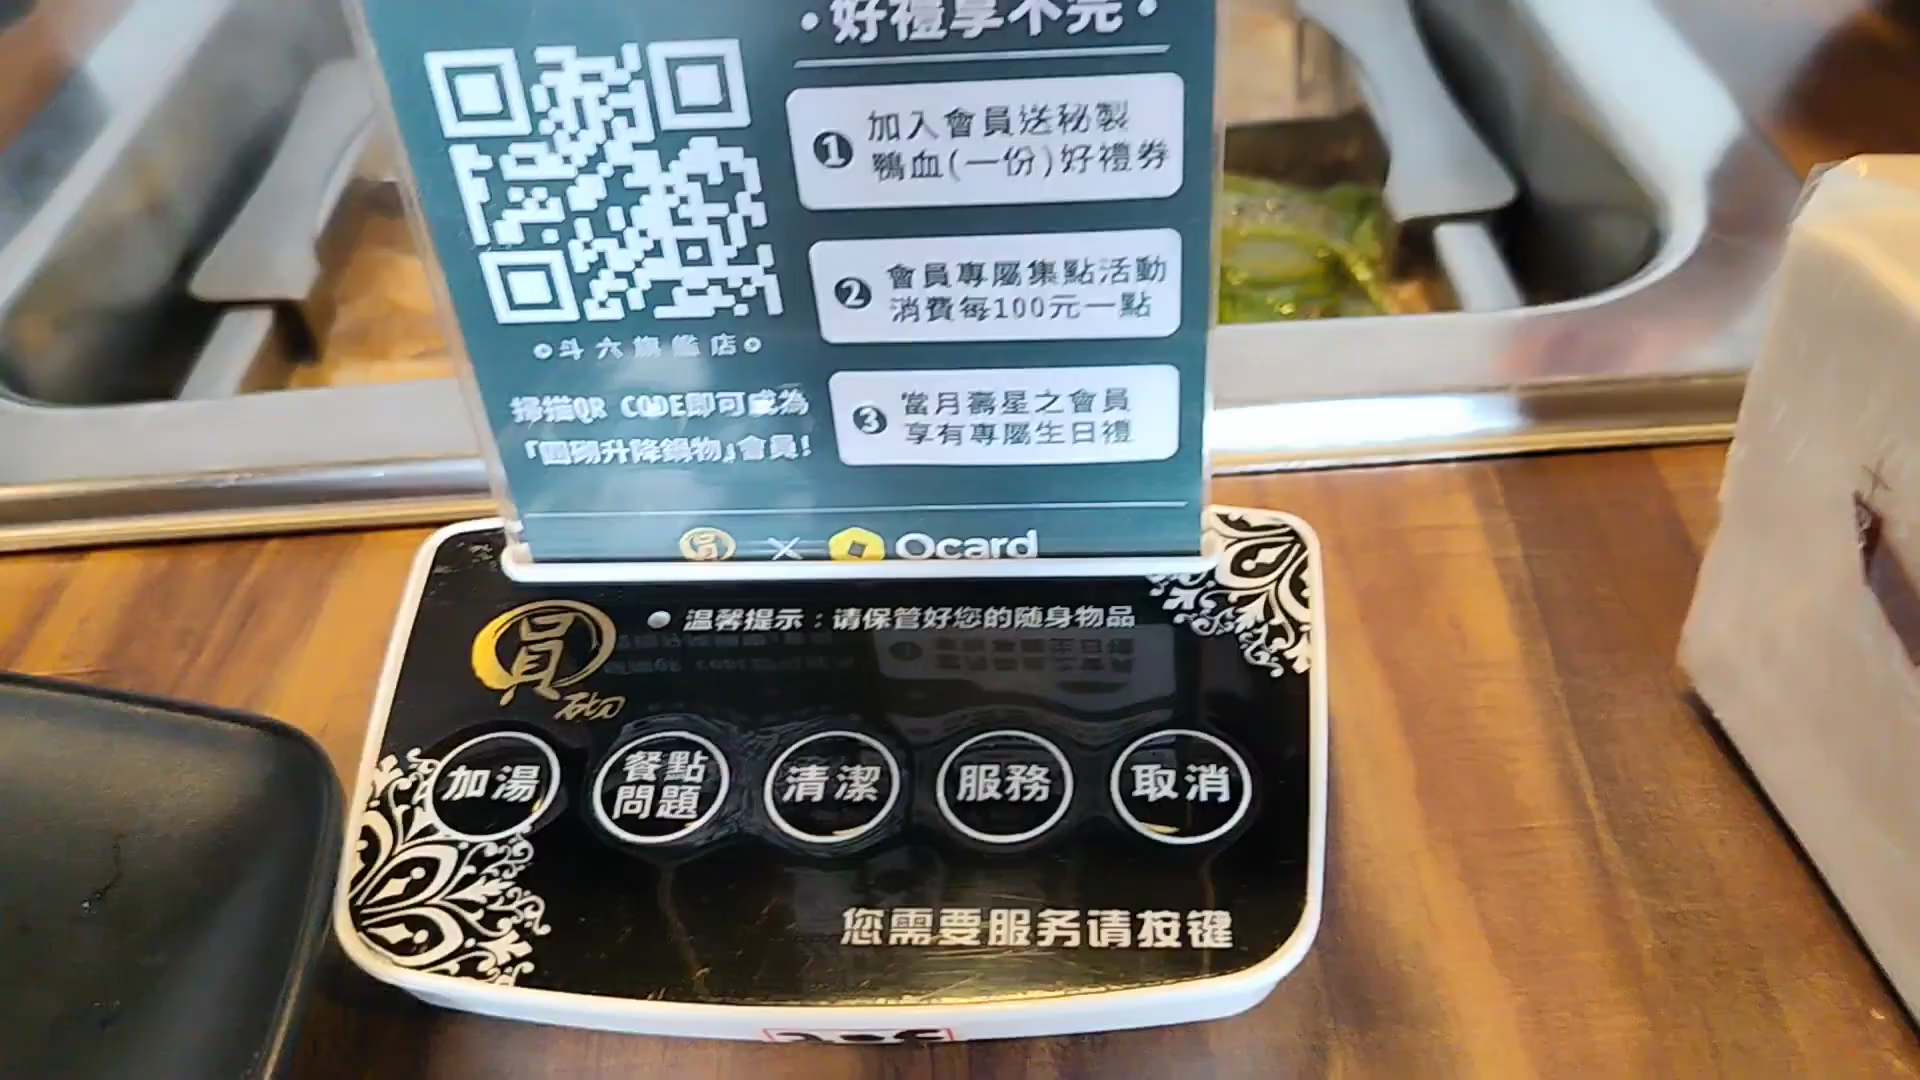 •好禮享不完•
1 加入會員送秘製
鴨血(一份)好禮券
2 會員專屬集點活動
消費每100元一點
3 當月壽星之會員
享有專屬生日禮
斗六旗艦店
掃描QR CODE即可成為
「圓砌升降鍋物」會員!
員 X Ocard
員砌
● 温馨提示:请保管好您的随身物品
加湯
餐點
問題
清潔
服務
取消
您需要服务请按键